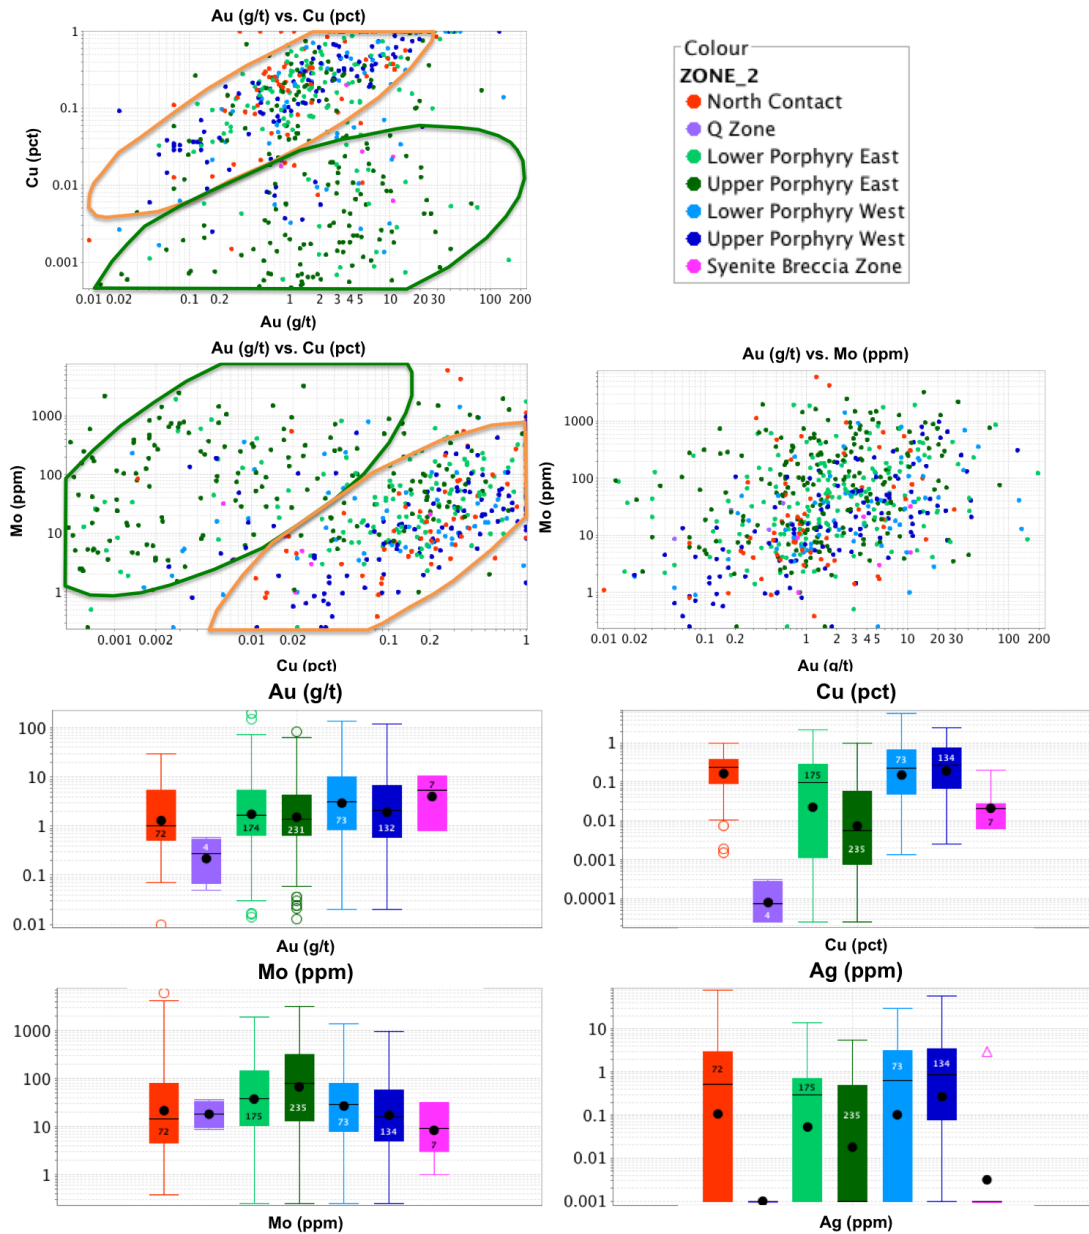 Au (g/t) vs. Cu (pct)
1
0.1
0.01
0.001
Cu (pct)
0.01 0.02 0.1 0.2 1 2 3 4 5 10 20 30 100 200
Au (g/t)
Colour
ZONE_2
North Contact
Q Zone
Lower Porphyry East
Upper Porphyry East
Lower Porphyry West
Upper Porphyry West
Syenite Breccia Zone
Au (g/t) vs. Cu (pct)
1000
100
10
1
Mo (ppm)
0.001 0.002 0.01 0.02 0.1 0.2 1
Cu (pct)
Au (g/t) vs. Mo (ppm)
1000
100
10
1
Mo (ppm)
0.01 0.02 0.1 0.2 1 2 3 4 5 10 20 30 100 200
Au (g/t)
Au (g/t)
100
10
1
0.1
0.01
72 4 174 231 73 132 7
Au (g/t)
Cu (pct)
1
0.1
0.01
0.001
0.0001
4 175 235 73 134 7
Cu (pct)
Mo (ppm)
1000
100
10
1
72 175 235 73 134 7
Mo (ppm)
Ag (ppm)
10
1
0.1
0.01
0.001
72 175 235 73 134
Ag (ppm)